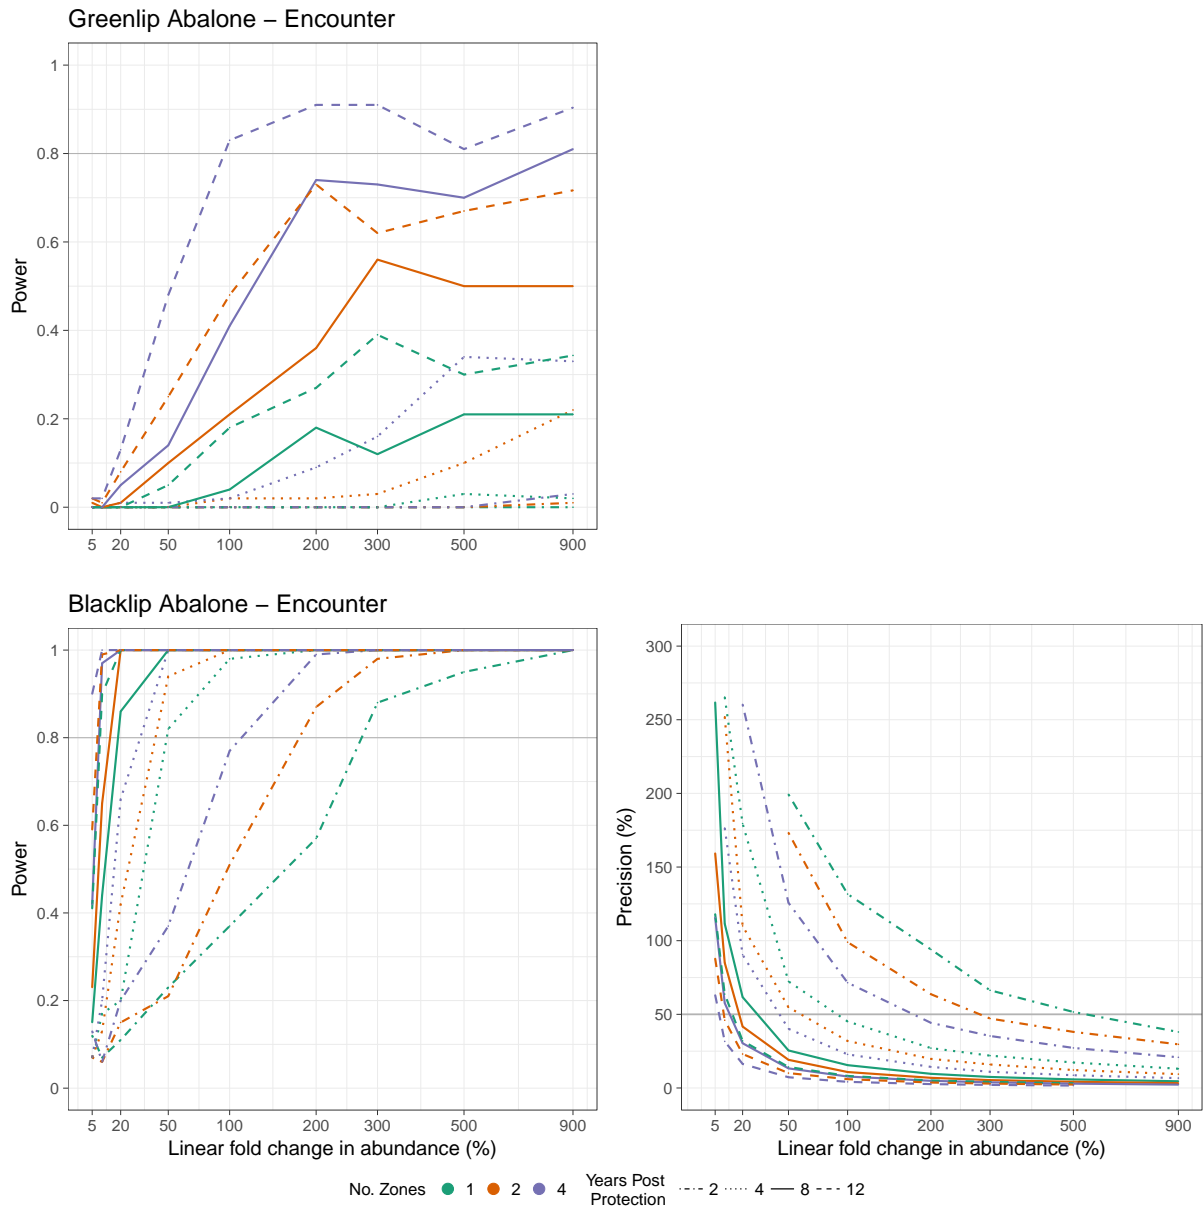 Greenlip Abalone – Encounter
1
0.8
0.6
0.4
0.2
0
Power
5 20 50 100 200 300 500 900
Blacklip Abalone – Encounter
1
0.8
0.6
0.4
0.2
0
Power
5 20 50 100 200 300 500 900
Linear fold change in abundance (%)
300
250
200
150
100
50
0
Precision (%)
5 20 50 100 200 300 500 900
Linear fold change in abundance (%)
No. Zones 1 2 4
Years Post
Protection
2 4 8 12